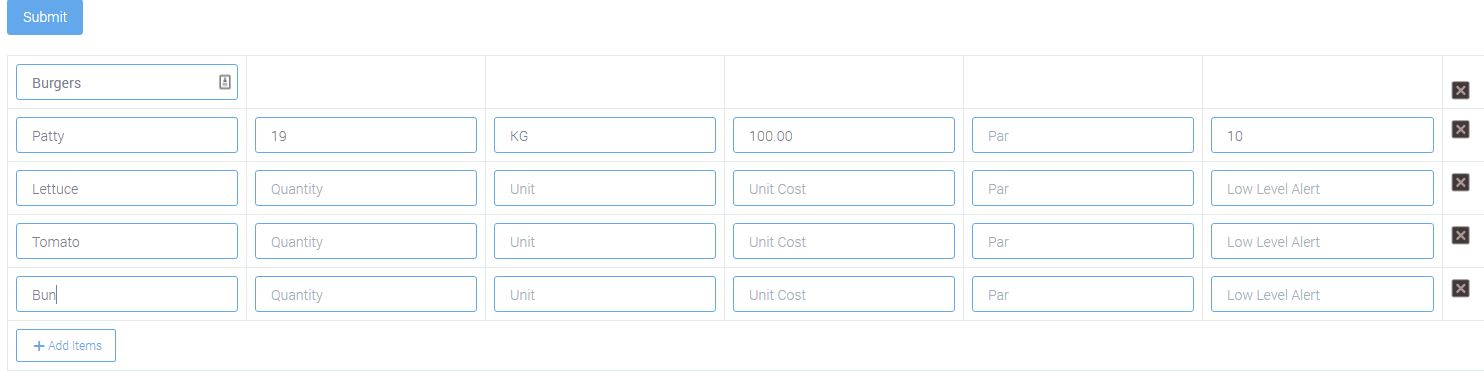 Submit
Burgers
Patty 19 KG 100.00 Par 10
Lettuce Quantity Unit Unit Cost Par Low Level Alert
Tomato Quantity Unit Unit Cost Par Low Level Alert
Bun Quantity Unit Unit Cost Par Low Level Alert
+ Add Items